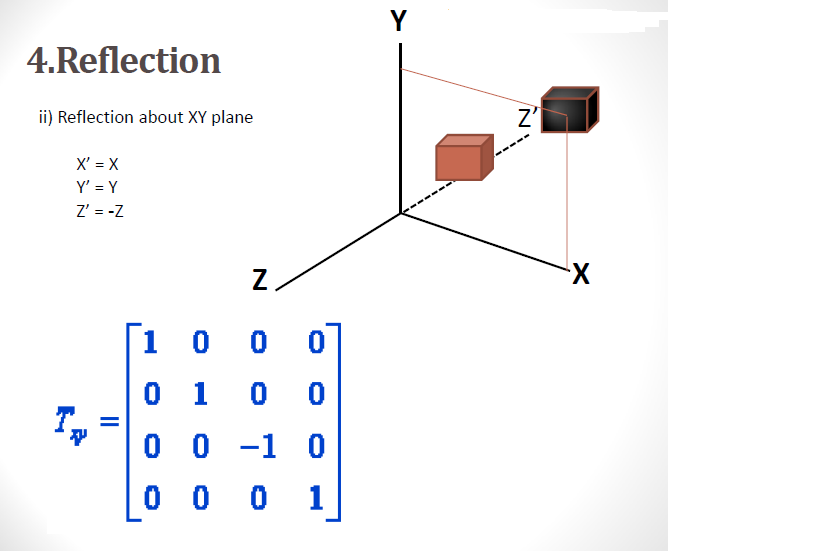 4.Reflection
ii) Reflection about XY plane
X' = X
Y' = Y
Z' = -Z
Y
Z'
Z
X
T xy =
1 0 0 0
0 1 0 0
0 0 -1 0
0 0 0 1